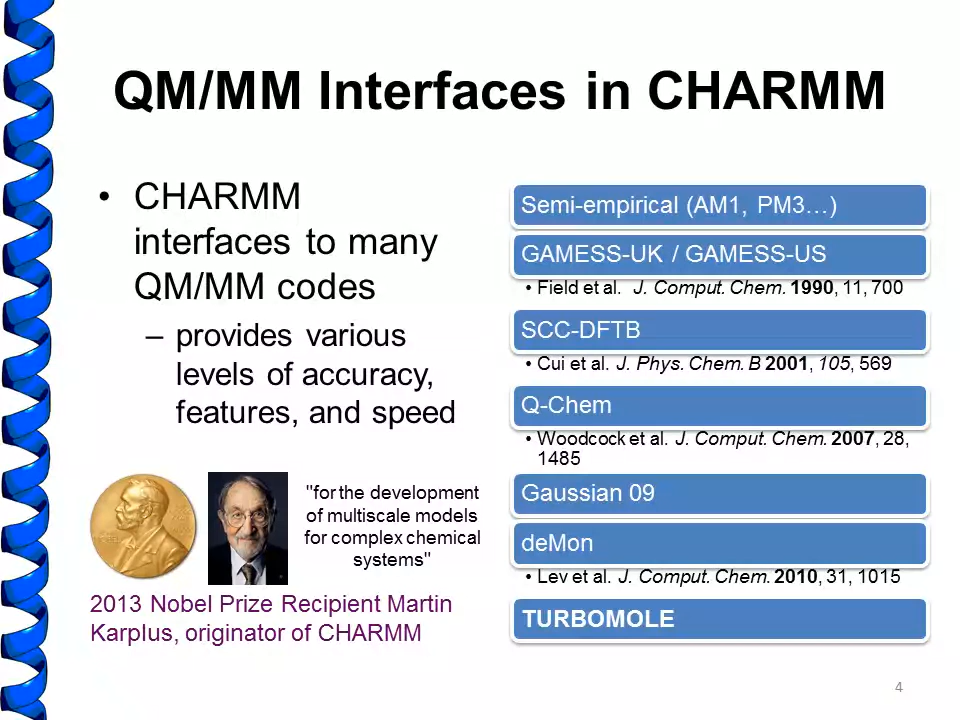 QM/MM Interfaces in CHARMM
• CHARMM
interfaces to many
QM/MM codes
– provides various
levels of accuracy,
features, and speed
"for the development
of multiscale models
for complex chemical
systems"
2013 Nobel Prize Recipient Martin
Karplus, originator of CHARMM
Semi-empirical (AM1, PM3…)
GAMESS-UK / GAMESS-US
• Field et al. J. Comput. Chem. 1990, 11, 700
SCC-DFTB
• Cui et al. J. Phys. Chem. B 2001, 105, 569
Q-Chem
• Woodcock et al. J. Comput. Chem. 2007, 28,
1485
Gaussian 09
deMon
• Lev et al. J. Comput. Chem. 2010, 31, 1015
TURBOMOLE
4